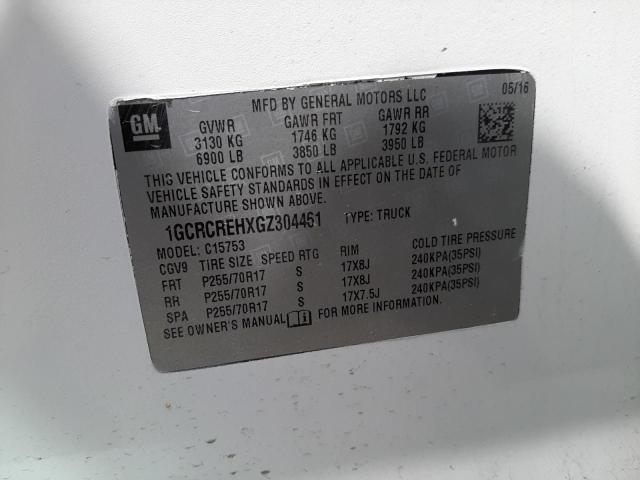 MFD BY GENERAL MOTORS LLC 05/16
GM
GVWR GAWR FRT GAWR RR
3130 KG 1746 KG 1792 KG
6900 LB 3850 LB 3950 LB
THIS VEHICLE CONFORMS TO ALL APPLICABLE U.S. FEDERAL MOTOR
VEHICLE SAFETY STANDARDS IN EFFECT ON THE DATE OF
MANUFACTURE SHOWN ABOVE.
1GCRCREHXGZ304461 TYPE: TRUCK
MODEL: C15753
CGV9 TIRE SIZE SPEED RTG RIM COLD TIRE PRESSURE
FRT P255/70R17 S 17X8J 240KPA(35PSI)
RR P255/70R17 S 17X8J 240KPA(35PSI)
SPA P255/70R17 S 17X7.5J 240KPA(35PSI)
SEE OWNER'S MANUAL FOR MORE INFORMATION.